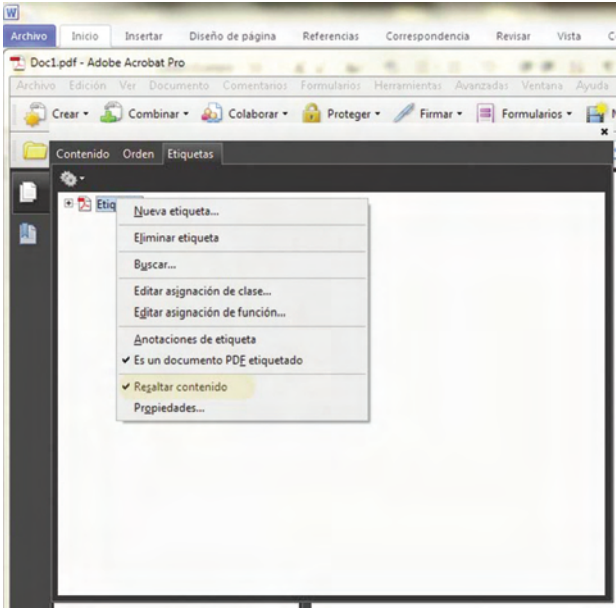 W
Archivo Inicio Insertar Diseño de página Referencias Correspondencia Revisar Vista
Doc1.pdf - Adobe Acrobat Pro
Archivo Edición Ver Documento Comentarios Formularios Herramientas Avanzadas Ventana Ayuda
Crear Combinar Colaborar Proteger Firmar Formularios
Contenido Orden Etiquetas
Etiq
Nueva etiqueta...
Eliminar etiqueta
Buscar...
Editar asignación de clase...
Editar asignación de función...
Anotaciones de etiqueta
Es un documento PDF etiquetado
Resaltar contenido
Propiedades...